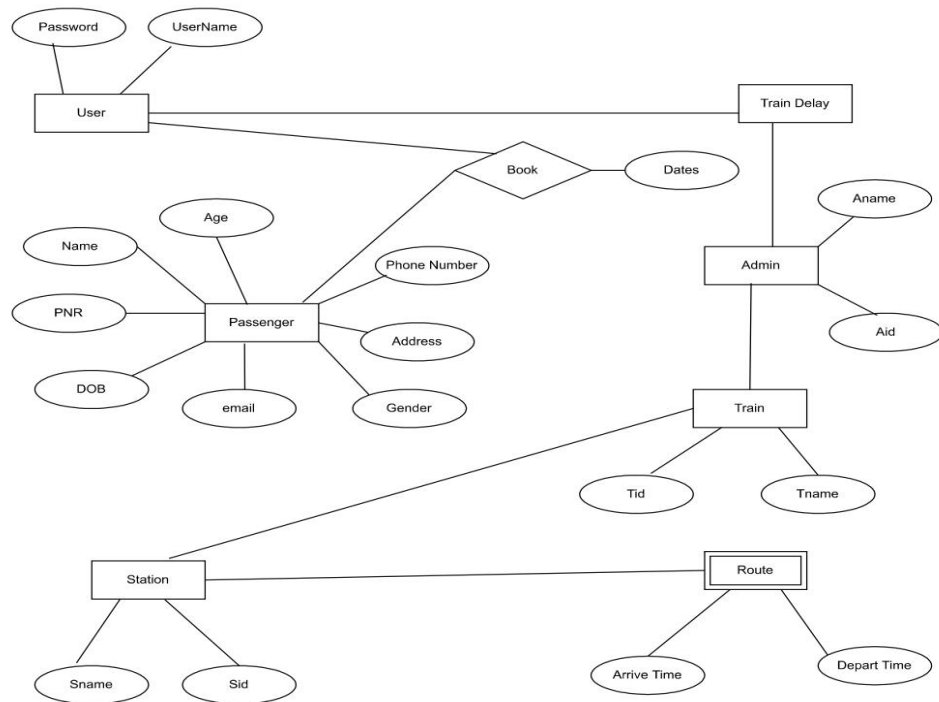 Password
UserName
User
Train Delay
Book
Dates
Age
Aname
Name
Phone Number
Admin
PNR
Passenger
Address
Aid
DOB
email
Gender
Train
Tid
Tname
Station
Route
Sname
Sid
Arrive Time
Depart Time